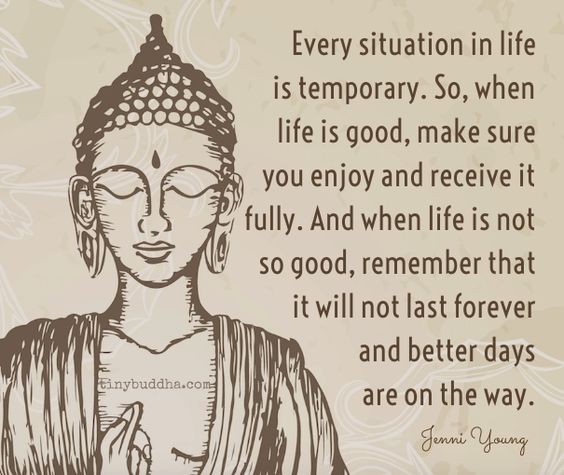 Every situation in life
is temporary. So, when
life is good, make sure
you enjoy and receive it
fully. And when life is not
so good, remember that
it will not last forever
and better days
are on the way.
Jenni Young
tinybuddha.com